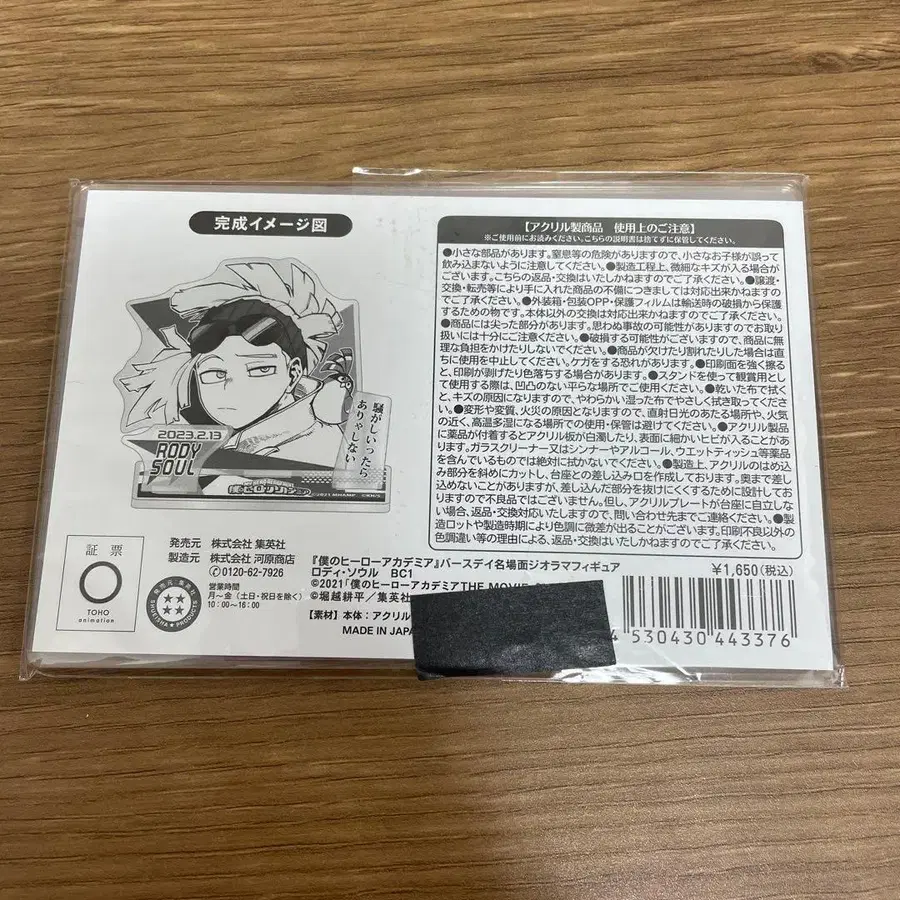 完成イメージ図
騒がしいったら
ありゃしない
2023.2.13
RODY
SOUL
僕のヒーローアカデミア
【アクリル製商品 使用上のご注意】
※ご使用前にお読みください。こちらの説明書は捨てずに保管してください。
●小さな部品があります。窒息等の危険がありますので、小さなお子様が誤って
飲み込まないように注意してください。●製造工程上、微細なキズが入る場合が
ございます。こちらの返品・交換はいたしかねますのでご了承ください。●譲渡・
交換・転売等により手に入れた商品の不備につきましては対応出来かねますの
でご了承ください。●外装箱・包装OPP・保護フィルムは輸送時の破損から保護
するための物です。本体以外の交換は対応出来かねますのでご了承ください。
●商品には尖った部分があります。思わぬ事故の可能性がありますのでお取り
扱いには十分にご注意ください。●破損する可能性がございますので、商品に無
理な負担をかけたりしないでください。●商品が欠けたり割れたりした場合は直
ちに使用を中止してください。ケガをする恐れがあります。●印刷面を強く擦る
と、印刷が剥げたり色落ちする場合があります。●スタンドを使って観賞用とし
て使用する際は、凹凸のない平らな場所でご使用ください。●乾いた布で拭く
と、キズの原因になりますので、やわらかい湿った布でやさしく拭き取ってくださ
い。●変形や変質、火災の原因となりますので、直射日光のあたる場所や、火気
の近く、高温多湿になる場所での使用・保管は避けてください。●アクリル製品
に薬品が付着するとアクリル板が白濁したり、表面に細かいヒビが入ることがあ
ります。ガラスクリーナー又はシンナーやアルコール、ウエットティッシュ等薬品
を含んでいるものでは絶対に拭かないでください。●製造上、アクリルのはめ込
み部分を斜めにカットし、台座との差し込み口を作成しております。奥まで差し
込めないことがありますが、差し込んだ部分を抜けにくくするために設計してお
りますので不良品ではございません。但し、アクリルプレートが台座に自立しな
い場合、返品・交換対応いたしますので、問い合わせ先までご連絡ください。●製
造ロットや製造時期により色調に微差が出ることがございます。印刷不良以外の
色調違い等の理由による、返品・交換はいたしかねますのでご了承ください。
証票
TOHO
animation
発売元 株式会社 集英社
製造元 株式会社 河原商店
0120-62-7926
発売元:集英社
SHUEISHA PRODUCTS
営業時間
月〜金(土日・祝日を除く)
10:00〜16:00
『僕のヒーローアカデミア』バースデイ名場面ジオラマフィギュア
ロディ・ソウル BC1
©2021「僕のヒーローアカデミア THE MOVIE
©堀越耕平/集英社
【素材】本体:アクリル
MADE IN JAPA
¥1,650(税込)
4 530430 443376